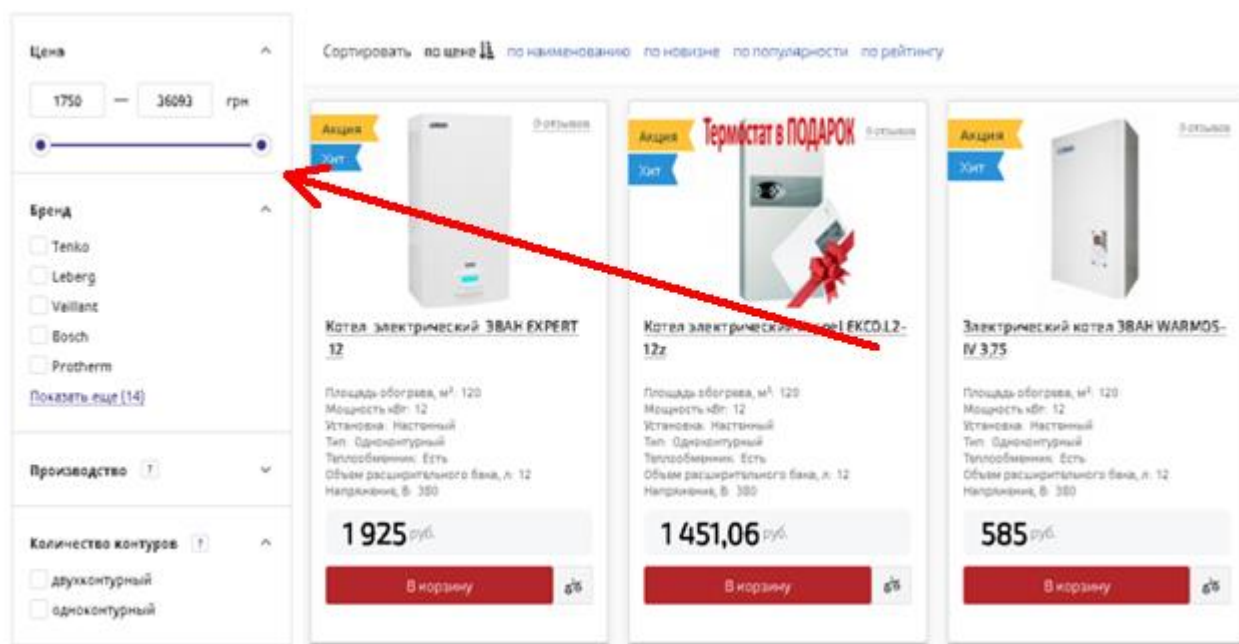 Цена
1750 — 36093 грн
Бренд
Tenko
Leberg
Vaillant
Bosch
Protherm
Показать еще (14)
Производство ?
Количество контуров ?
двухконтурный
одноконтурный
Сортировать по цене по наименованию по новизне по популярности по рейтингу
Акция
Хит
0 отзывов
Котел электрический ЭВАН EXPERT
12
Площадь обогрева, м²: 120
Мощность кВт: 12
Установка: Настенный
Тип: Одноконтурный
Теплообменник: Есть
Объем расширительного бака, л: 12
Напряжение, В: 380
1 925 руб.
В корзину
Акция
Хит
Термостат в ПОДАРОК
0 отзывов
Котел электрический EKCO.L2-
12z
Площадь обогрева, м²: 120
Мощность кВт: 12
Установка: Настенный
Тип: Одноконтурный
Теплообменник: Есть
Объем расширительного бака, л: 12
Напряжение, В: 380
1 451,06 руб.
В корзину
Акция
Хит
0 отзывов
Электрический котел ЭВАН WARMOS-
IV 3,75
Площадь обогрева, м²: 120
Мощность кВт: 12
Установка: Настенный
Тип: Одноконтурный
Теплообменник: Есть
Объем расширительного бака, л: 12
Напряжение, В: 380
585 руб.
В корзину